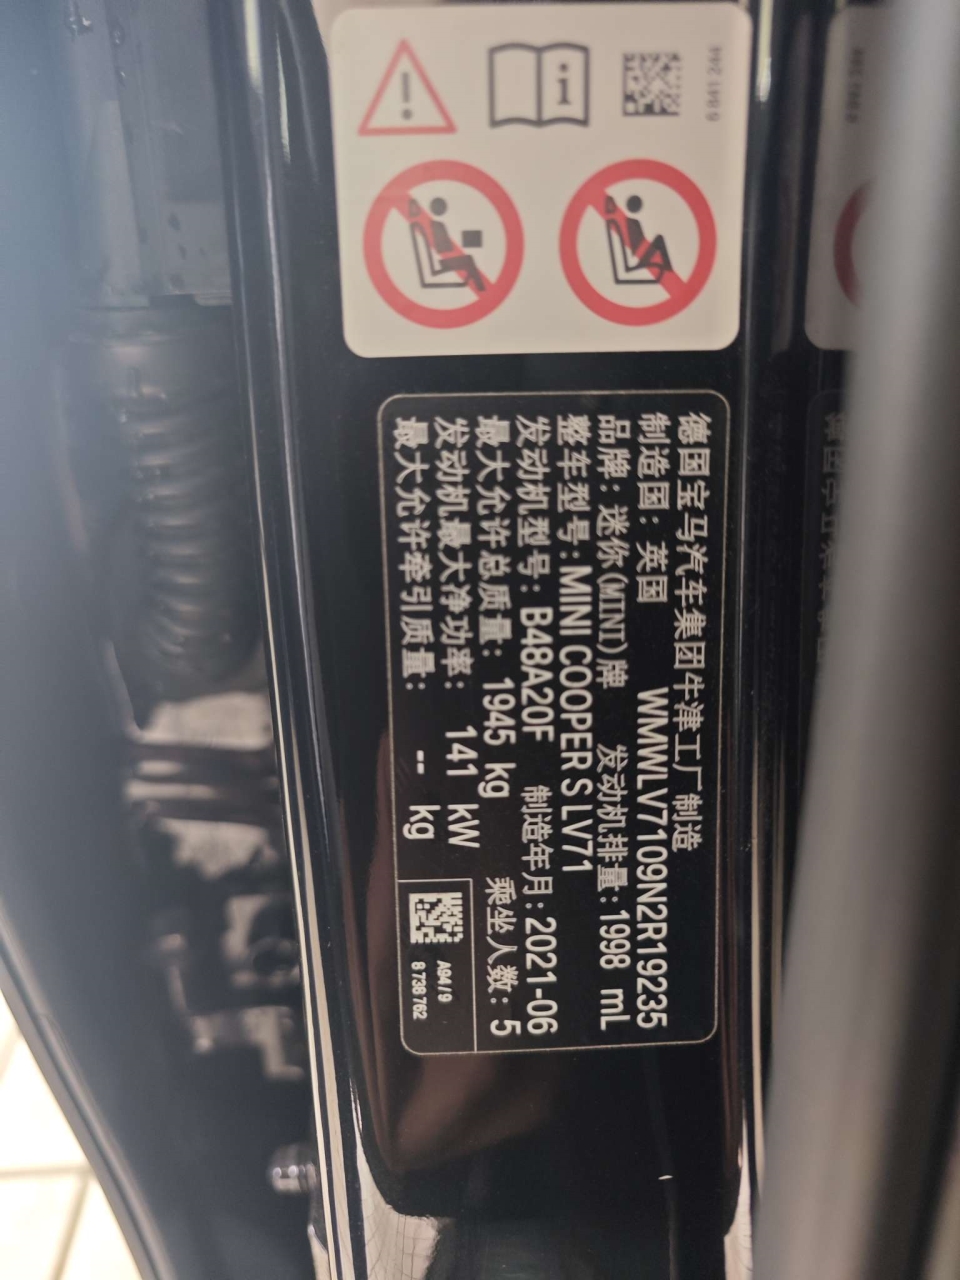 6981244
德国宝马汽车集团牛津工厂制造
制造国: 英国 WMWLV7109N2R19235
品牌: 迷你(MINI)牌 发动机排量:1998 mL
整车型号: MINI COOPER S LV71
发动机型号: B48A20F 制造年月: 2021-06
最大允许总质量: 1945 kg 乘坐人数: 5
发动机最大净功率: 141 kW
最大允许牵引质量: -- kg
A94/9
8 738 762